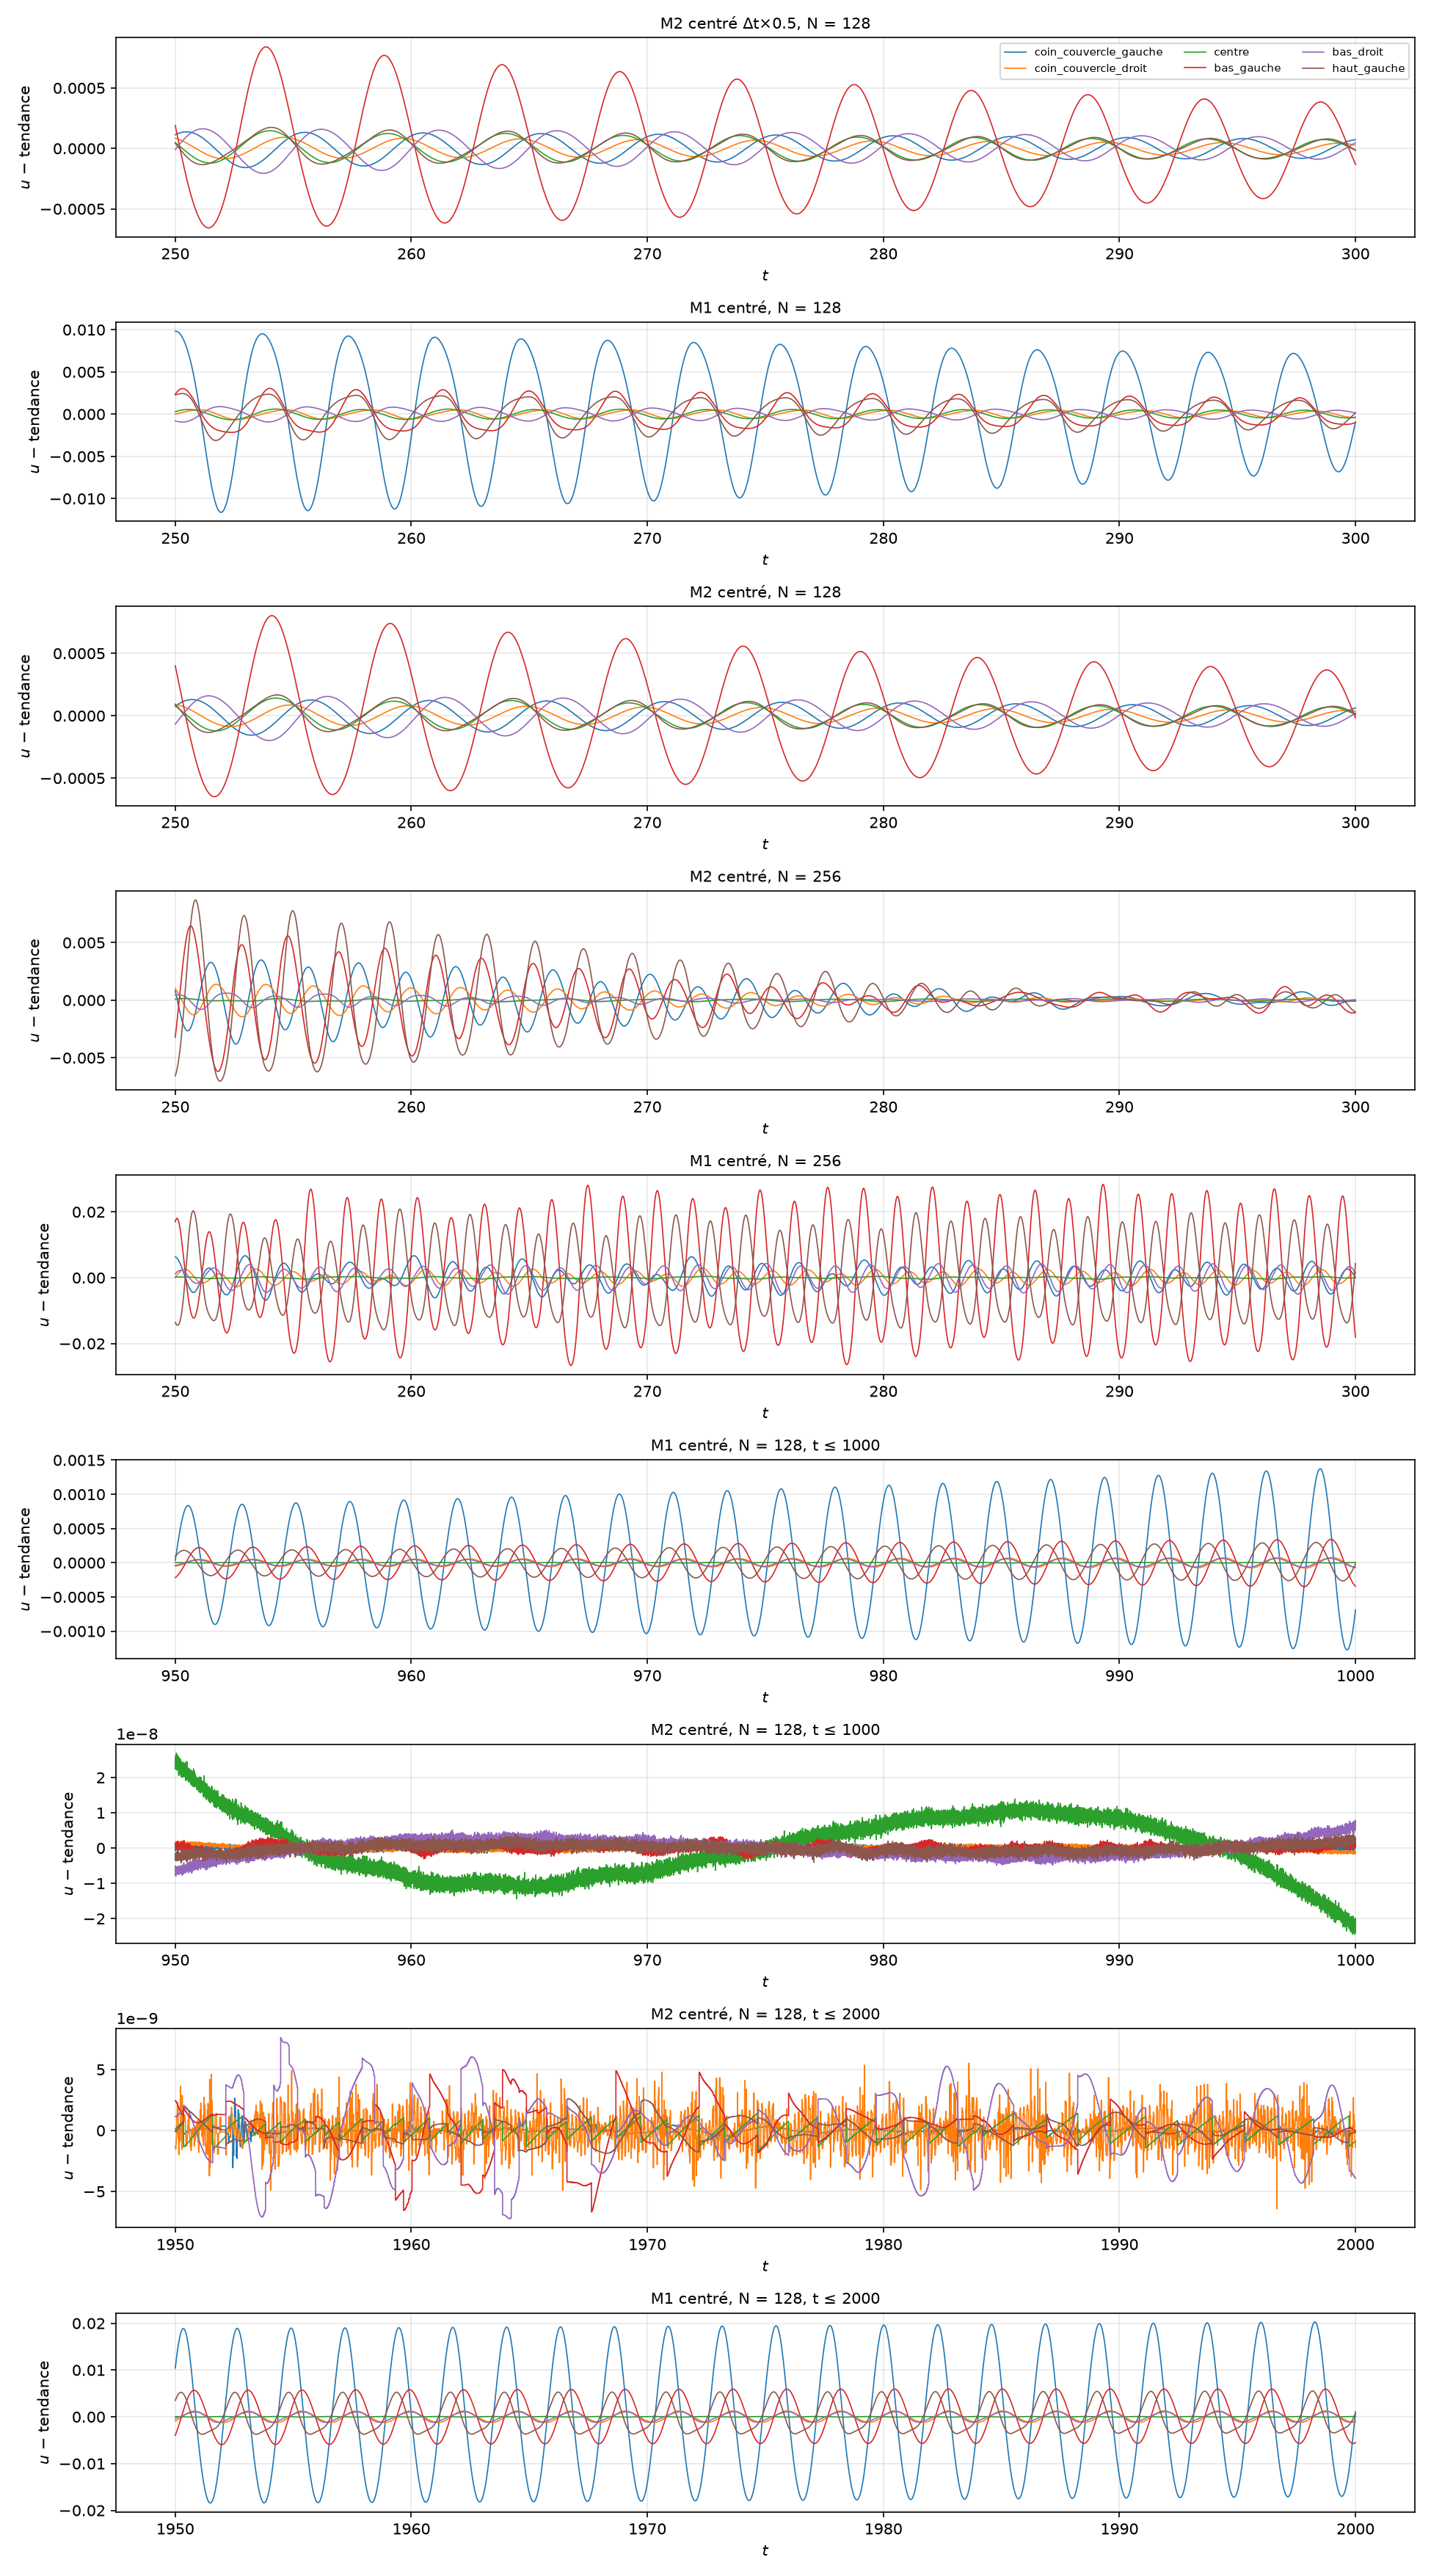 M2 centré Δt×0.5, N = 128
coin_couvercle_gauche centre bas_droit
coin_couvercle_droit bas_gauche haut_gauche
0.0005
0.0000
−0.0005
u − tendance
250 260 270 280 290 300
t
M1 centré, N = 128
0.010
0.005
0.000
−0.005
−0.010
u − tendance
250 260 270 280 290 300
t
M2 centré, N = 128
0.0005
0.0000
−0.0005
u − tendance
250 260 270 280 290 300
t
M2 centré, N = 256
0.005
0.000
−0.005
u − tendance
250 260 270 280 290 300
t
M1 centré, N = 256
0.02
0.00
−0.02
u − tendance
250 260 270 280 290 300
t
M1 centré, N = 128, t ≤ 1000
0.0015
0.0010
0.0005
0.0000
−0.0005
−0.0010
u − tendance
950 960 970 980 990 1000
t
M2 centré, N = 128, t ≤ 1000
1e−8
2
1
0
−1
−2
u − tendance
950 960 970 980 990 1000
t
M2 centré, N = 128, t ≤ 2000
1e−9
5
0
−5
u − tendance
1950 1960 1970 1980 1990 2000
t
M1 centré, N = 128, t ≤ 2000
0.02
0.01
0.00
−0.01
−0.02
u − tendance
1950 1960 1970 1980 1990 2000
t